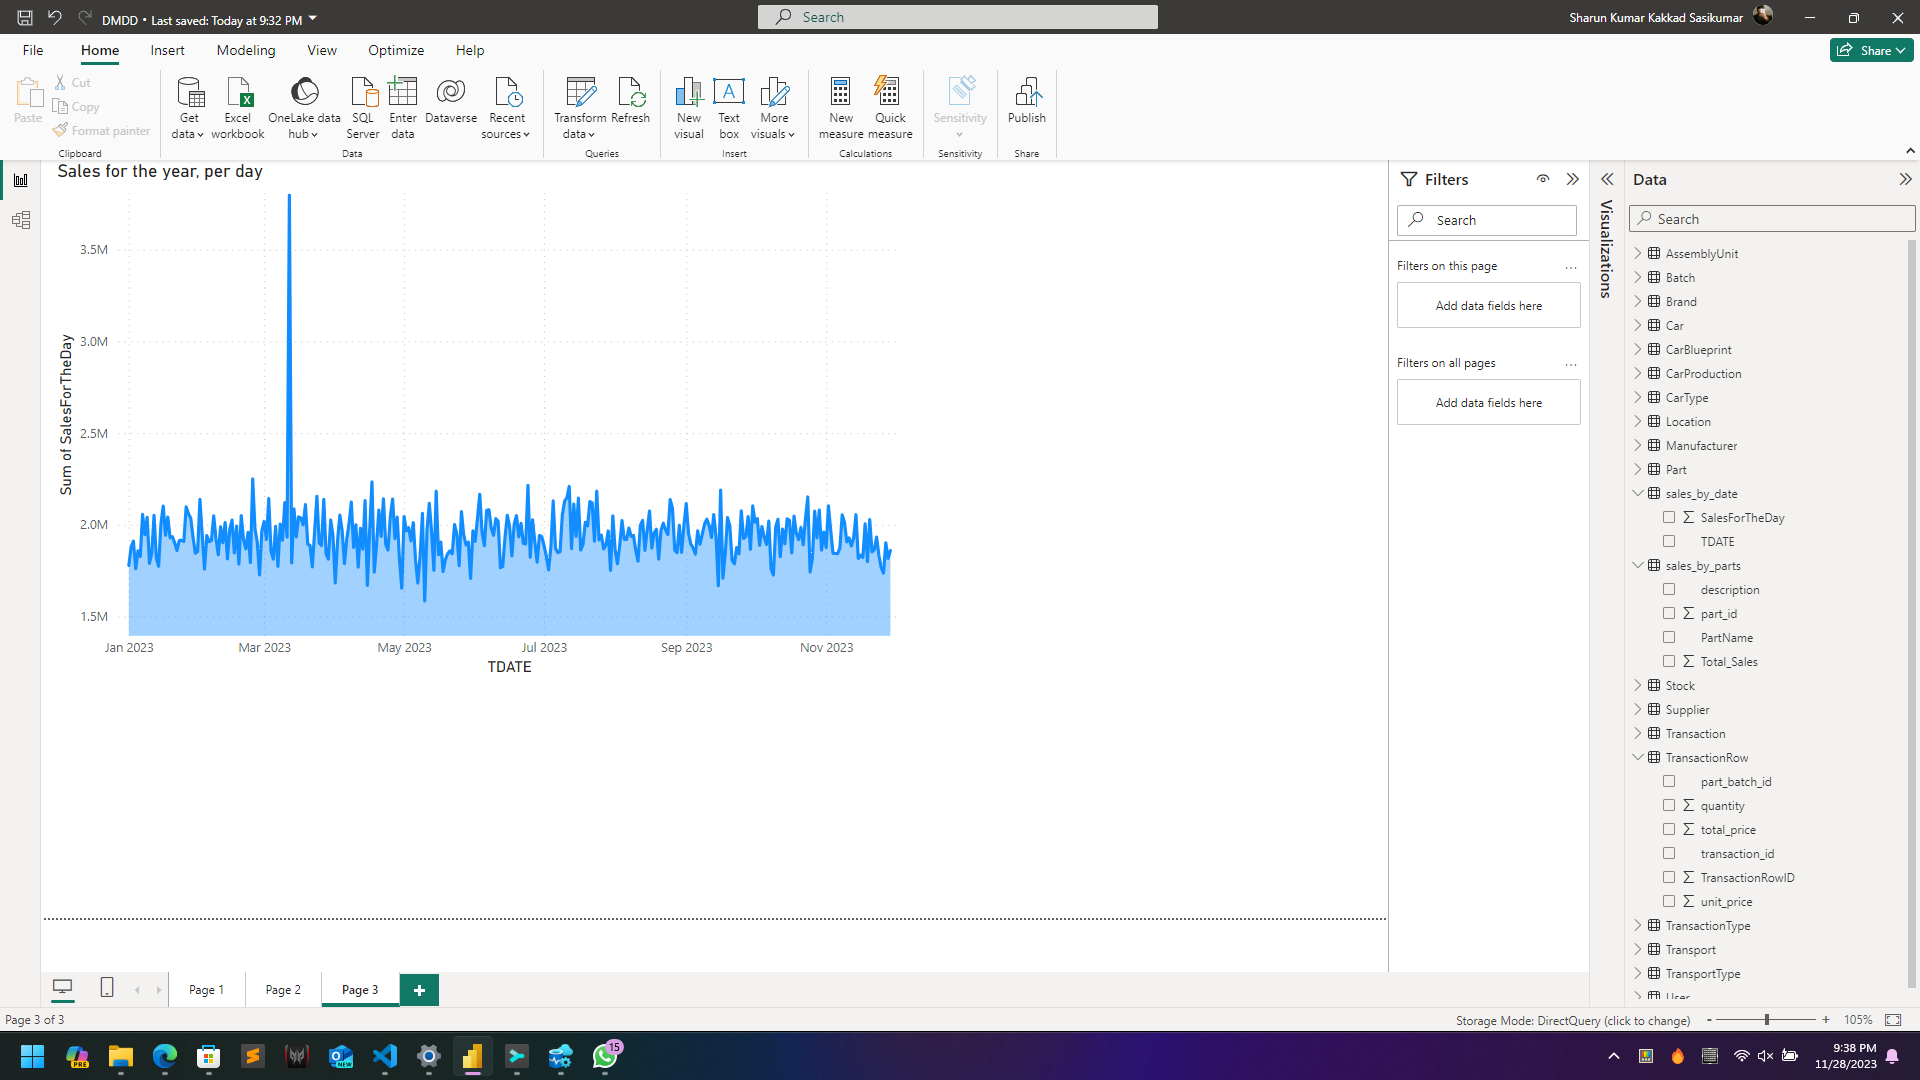 DMDD • Last saved: Today at 9:32 PM
Search
Sharun Kumar Kakkad Sasikumar
File
Home
Insert
Modeling
View
Optimize
Help
Share
Paste
Cut
Copy
Format painter
Clipboard
Get data
Excel workbook
OneLake data hub
SQL Server
Enter data
Dataverse
Recent sources
Data
Transform data
Refresh
Queries
New visual
Text box
More visuals
Insert
New measure
Quick measure
Calculations
Sensitivity
Sensitivity
Publish
Share
Sales for the year, per day
3.5M
3.0M
2.5M
2.0M
1.5M
Sum of SalesForTheDay
Jan 2023
Mar 2023
May 2023
Jul 2023
Sep 2023
Nov 2023
TDATE
Filters
Search
Filters on this page
Add data fields here
Filters on all pages
Add data fields here
Visualizations
Data
Search
AssemblyUnit
Batch
Brand
Car
CarBlueprint
CarProduction
CarType
Location
Manufacturer
Part
sales_by_date
SalesForTheDay
TDATE
sales_by_parts
description
part_id
PartName
Total_Sales
Stock
Supplier
Transaction
TransactionRow
part_batch_id
quantity
total_price
transaction_id
TransactionRowID
unit_price
TransactionType
Transport
TransportType
User
Page 1
Page 2
Page 3
Page 3 of 3
Storage Mode: DirectQuery (click to change)
- + 105%
PRE
NEW
15
9:38 PM
11/28/2023